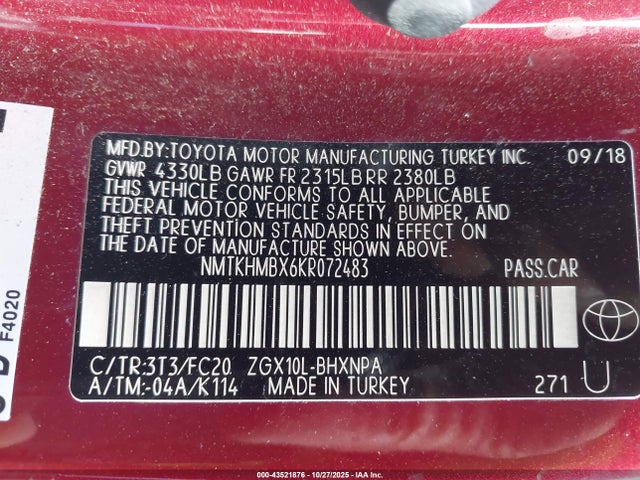 MFD.BY:TOYOTA MOTOR MANUFACTURING TURKEY INC. 09/18
GVWR 4330LB GAWR FR 2315LB RR 2380LB
THIS VEHICLE CONFORMS TO ALL APPLICABLE
FEDERAL MOTOR VEHICLE SAFETY, BUMPER, AND
THEFT PREVENTION STANDARDS IN EFFECT ON
THE DATE OF MANUFACTURE SHOWN ABOVE.
NMTKHMBX6KR072483 PASS.CAR
C/TR:3T3/FC20 ZGX10L-BHXNPA
A/TM:-04A/K114 MADE IN TURKEY 271 U
F4020
000-43521876 | 10/27/2025 | IAA Inc.